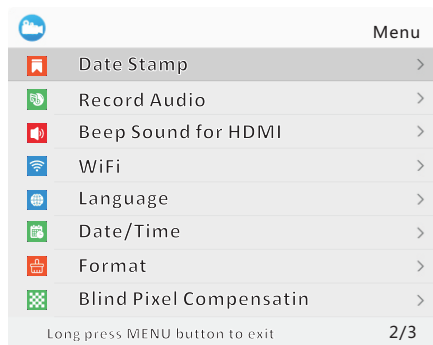 Menu
Date Stamp
Record Audio
Beep Sound for HDMI
WiFi
Language
Date/Time
Format
Blind Pixel Compensatin
Long press MENU button to exit 2/3